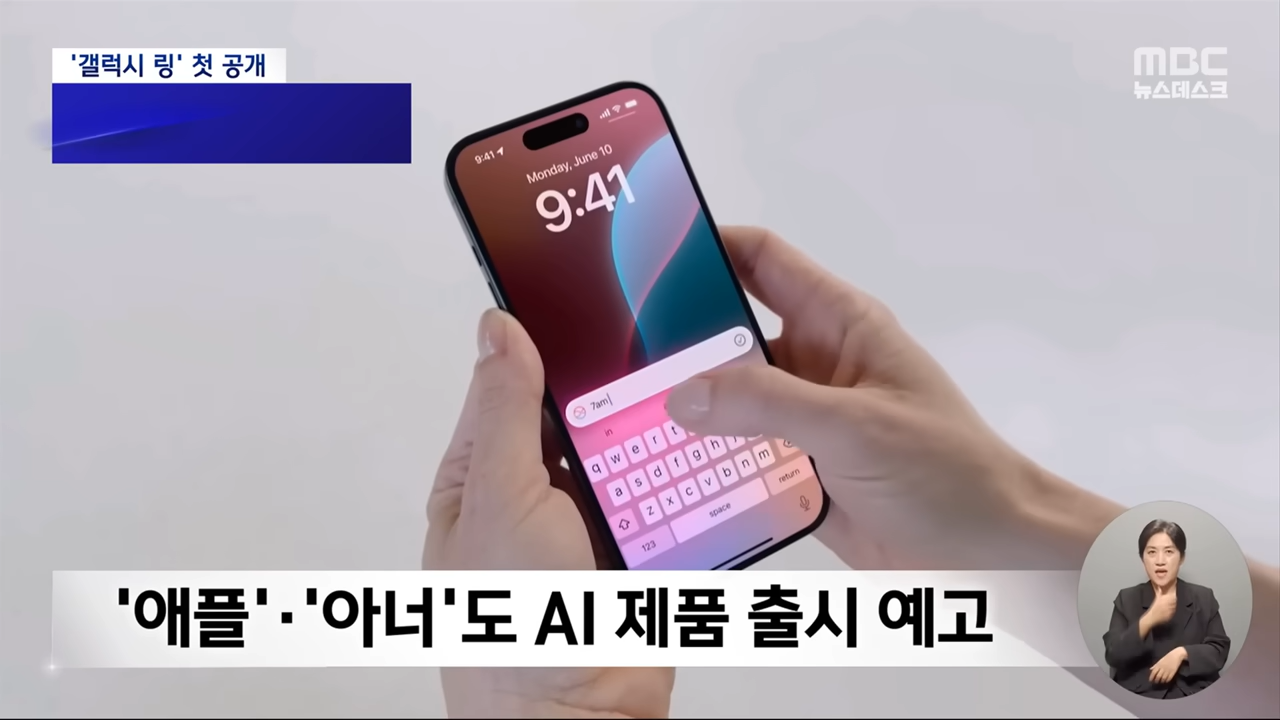 '갤럭시 링' 첫 공개
MBC
뉴스데스크
9:41
Monday, June 10
9:41
7am
in
q w e r t
a s d f g h
z x c v b n m
123 space return
'애플'·'아너'도 AI 제품 출시 예고